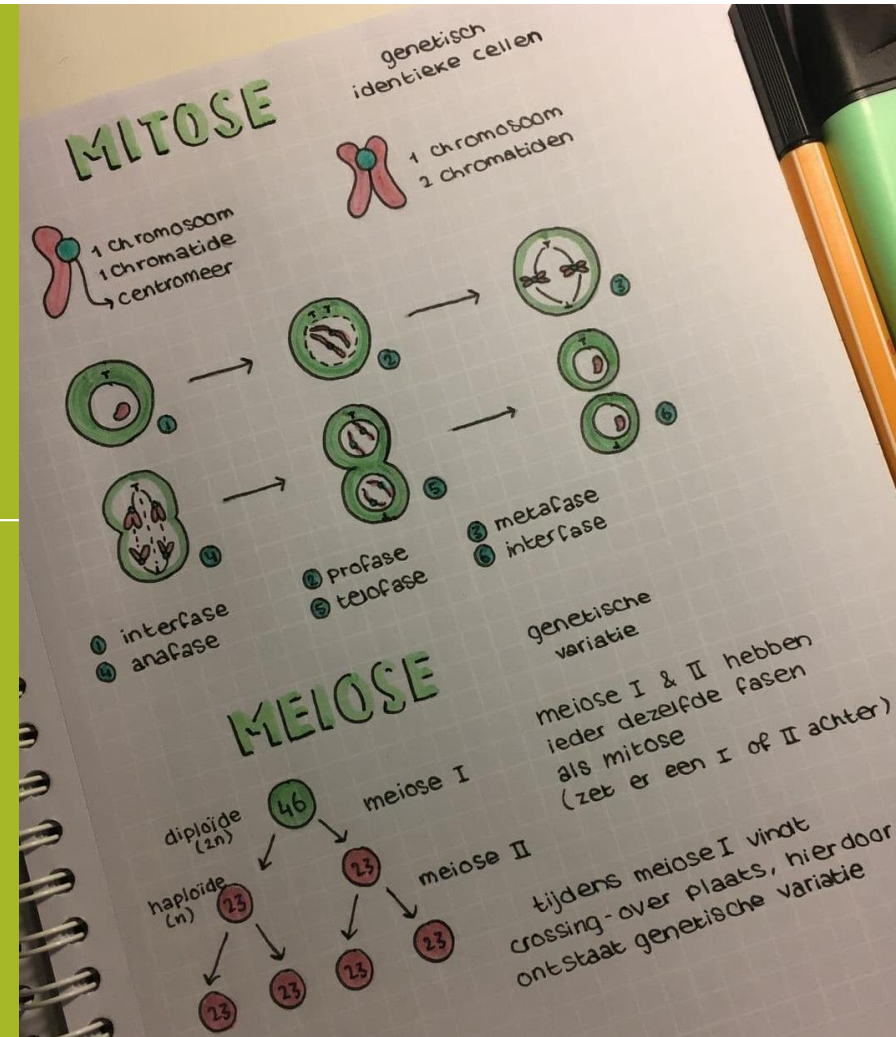 genetisch
identieke cellen
MITOSE
1 chromosoom
2 chromatiden
1 chromosoom
1 chromatide
centromeer
1
2
3
4
5
6
1 interfase
4 anafase
2 profase
5 telofase
3 metafase
6 interfase
MEIOSE
genetische
variatie
meiose I & II hebben
ieder dezelfde fasen
als mitose
(zet er een I of II achter)
diploïde
(2n)
46
meiose I
haploïde
(n)
23
23
meiose II
23
23
23
23
tijdens meiose I vindt
crossing-over plaats, hierdoor
ontstaat genetische variatie